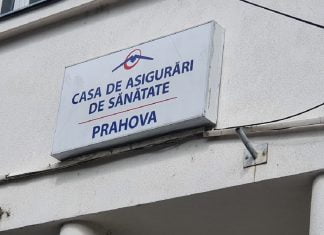 CASA DE ASIGURĂRI
DE SĂNĂTATE
PRAHOVA